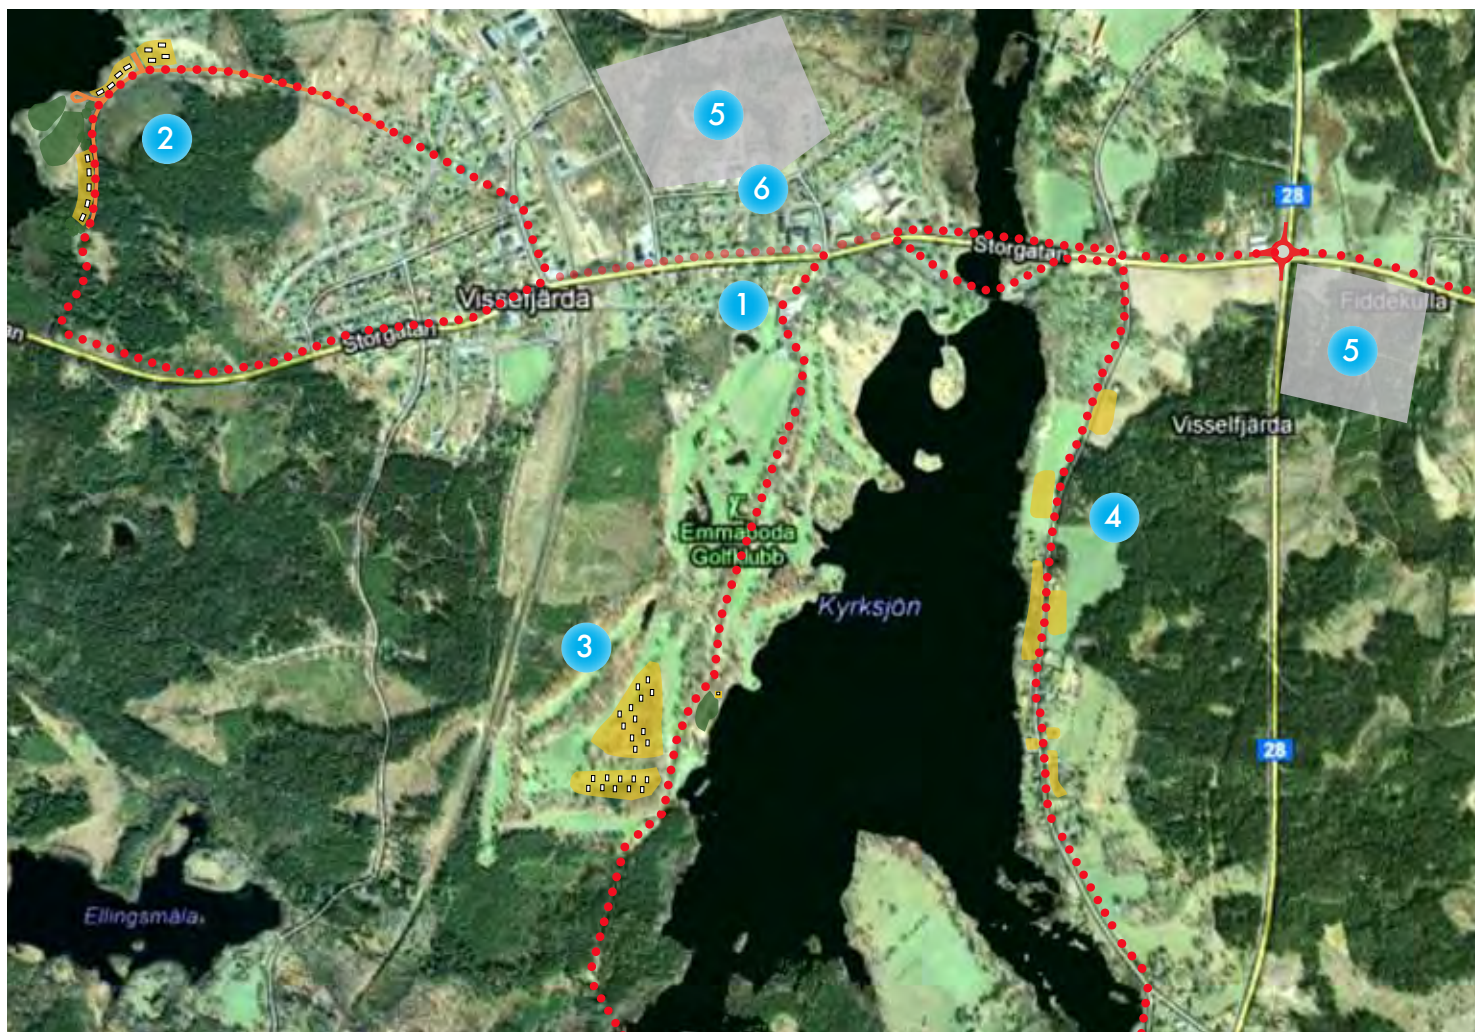 2
5
6
28
Storgatan
Visselfjärda
1
Fiddekulla
5
Storgatan
Visselfjärda
4
Emmaboda
Golfklubb
Kyrksjön
3
28
Ellingsmåla